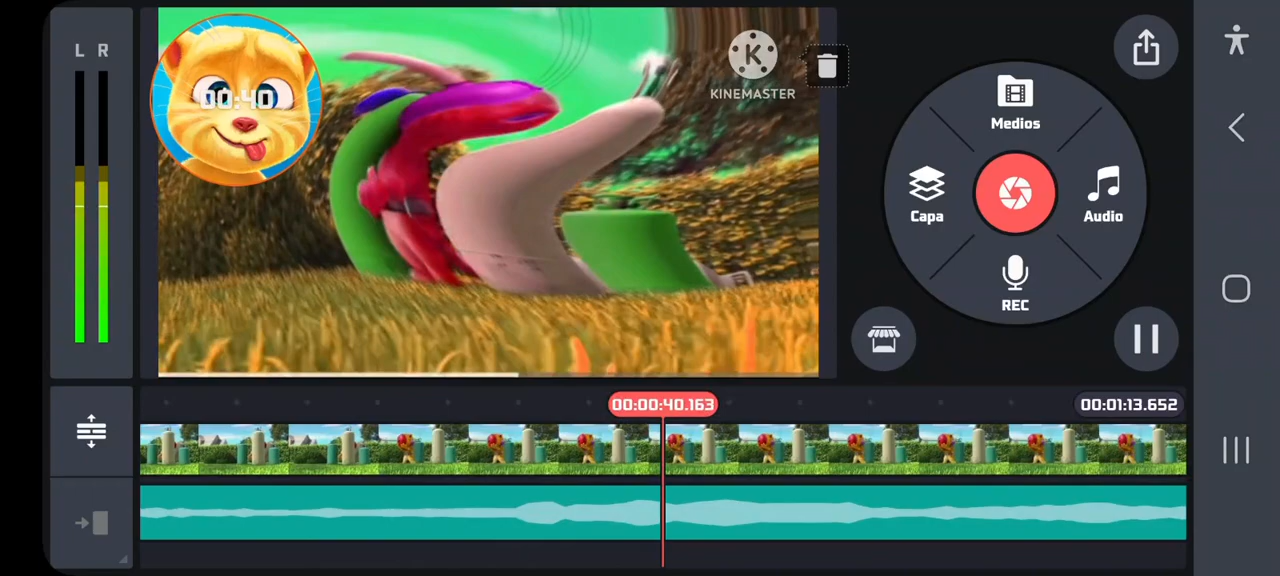 L R
00:40
KINEMASTER
Medios
Capa
Audio
REC
00:00:40.163
00:01:13.652